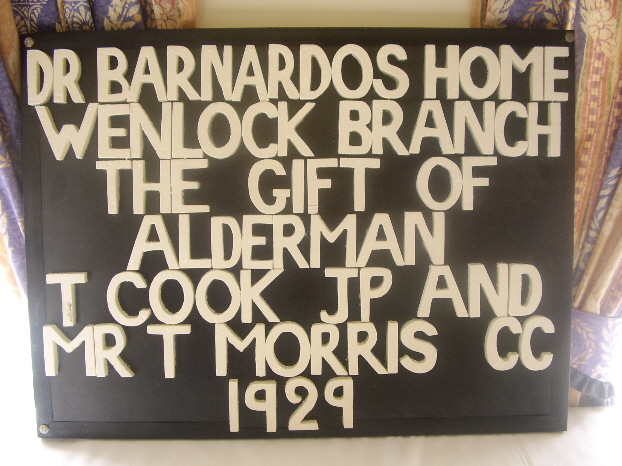 DR BARNARDOS HOME
WENLOCK BRANCH
THE GIFT OF
ALDERMAN
T COOK JP AND
MR T MORRIS CC
1929